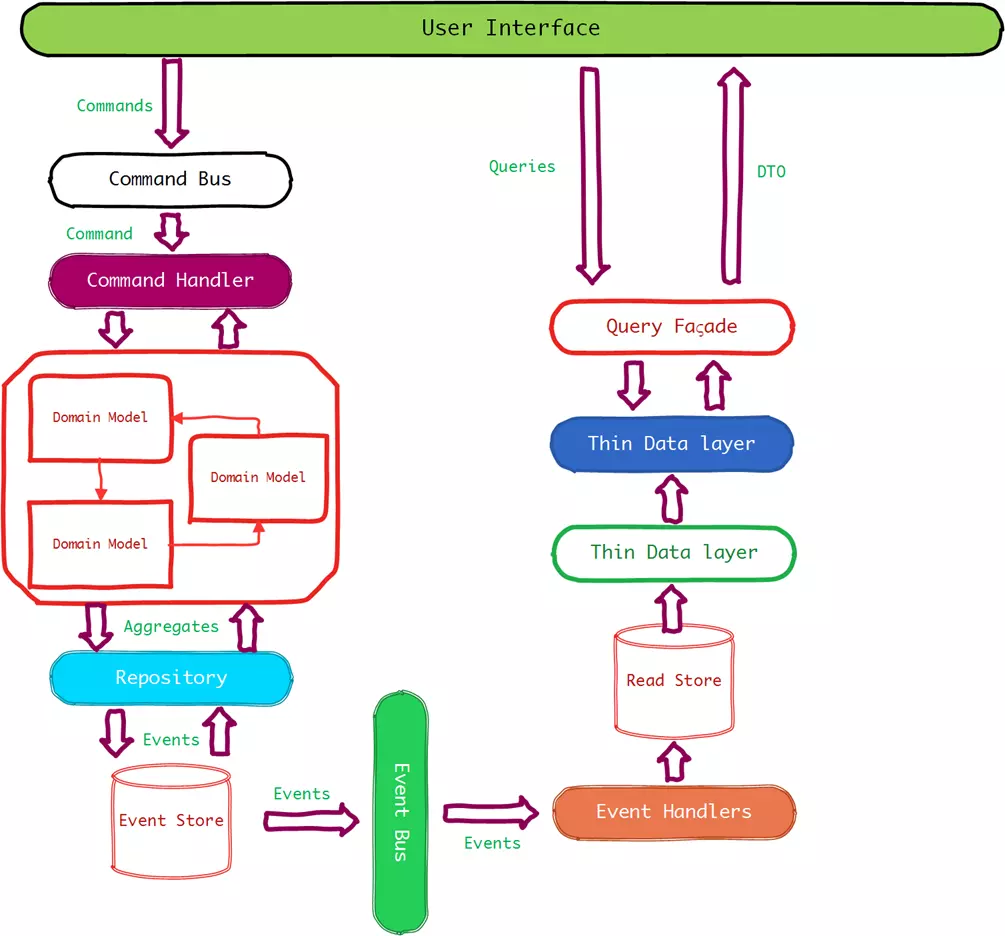 User Interface
Commands
Command Bus
Command
Command Handler
Domain Model
Domain Model
Domain Model
Aggregates
Repository
Events
Event Store
Events
Event Bus
Events
Event Handlers
Read Store
Thin Data layer
Thin Data layer
Query Façade
Queries
DTO